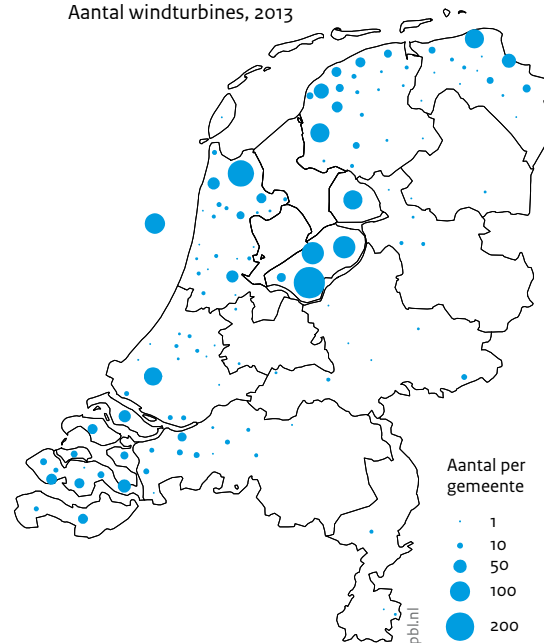 Aantal windturbines, 2013
Aantal per
gemeente
1
10
50
100
200
pbl.nl